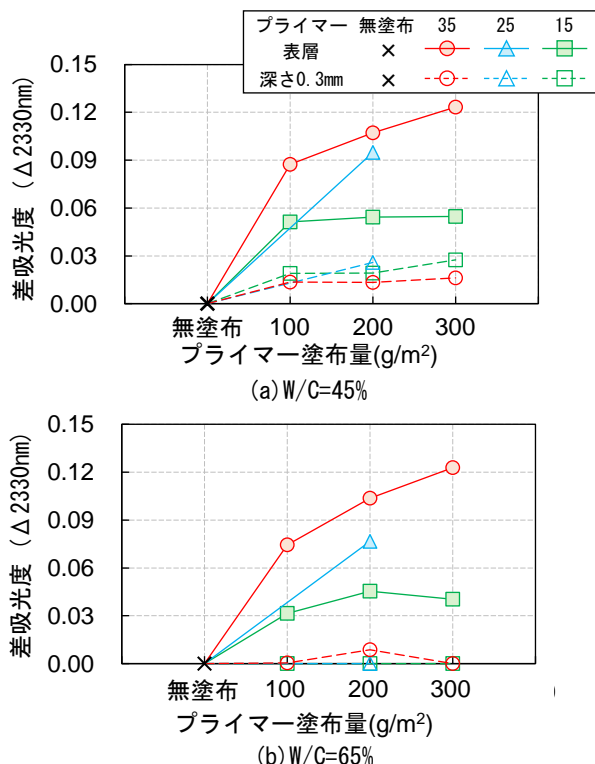 プライマー 無塗布 35 25 15
表層
深さ0.3mm
差吸光度（Δ2330nm）
0.15
0.12
0.09
0.06
0.03
0.00
無塗布 100 200 300
プライマー塗布量(g/m²)
(a)W/C=45%
差吸光度（Δ2330nm）
0.15
0.12
0.09
0.06
0.03
0.00
無塗布 100 200 300
プライマー塗布量(g/m²)
(b)W/C=65%
)